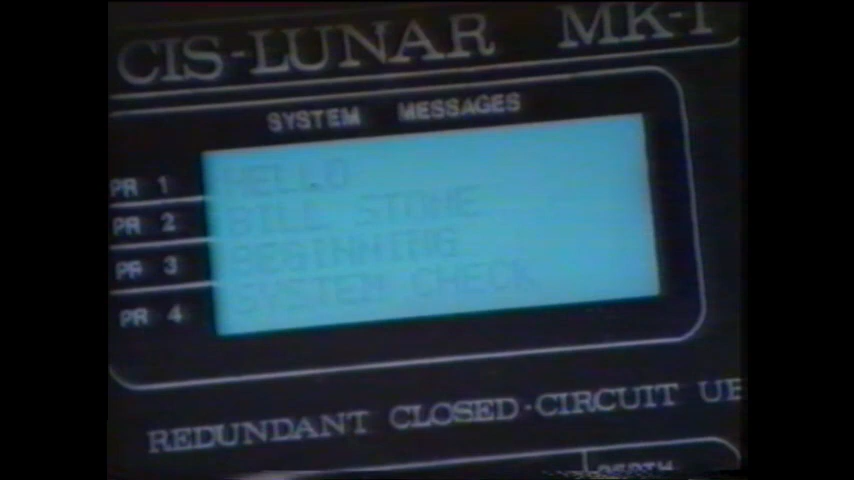 CIS-LUNAR MK-1
SYSTEM MESSAGES
PR 1 HELLO
PR 2 BILL STONE
PR 3 BEGINNING
PR 4 SYSTEM CHECK
REDUNDANT CLOSED-CIRCUIT
DEPTH